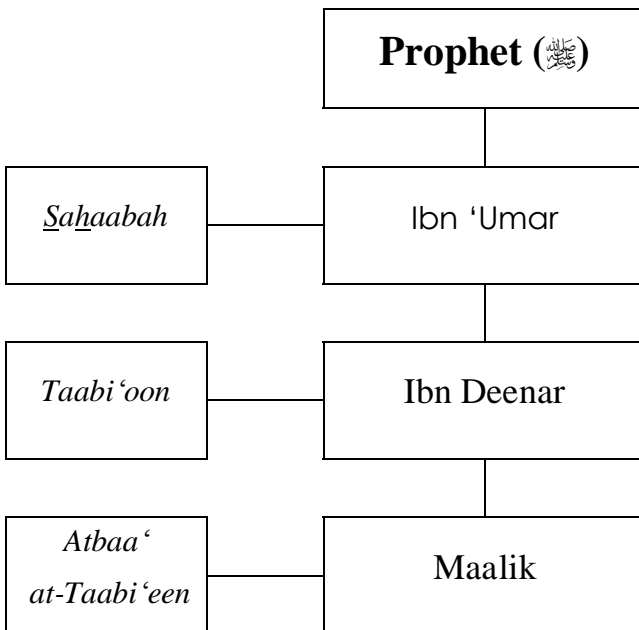 Prophet (ﷺ)
Sahaabah
Ibn ‘Umar
Taabi‘oon
Ibn Deenar
Atbaa‘
at-Taabi‘een
Maalik